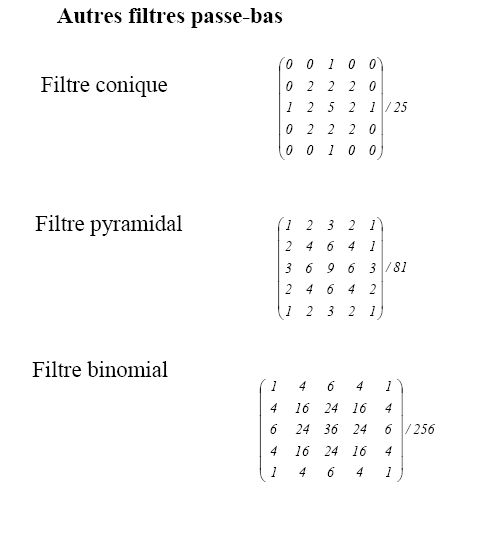 Autres filtres passe-bas
0 0 1 0 0
Filtre conique
0 2 2 2 0
1 2 5 2 1 / 25
0 2 2 2 0
0 0 1 0 0
Filtre pyramidal
1 2 3 2 1
2 4 6 4 1
3 6 9 6 3 / 81
2 4 6 4 2
1 2 3 2 1
Filtre binomial
1 4 6 4 1
4 16 24 16 4
6 24 36 24 6 / 256
4 16 24 16 4
1 4 6 4 1